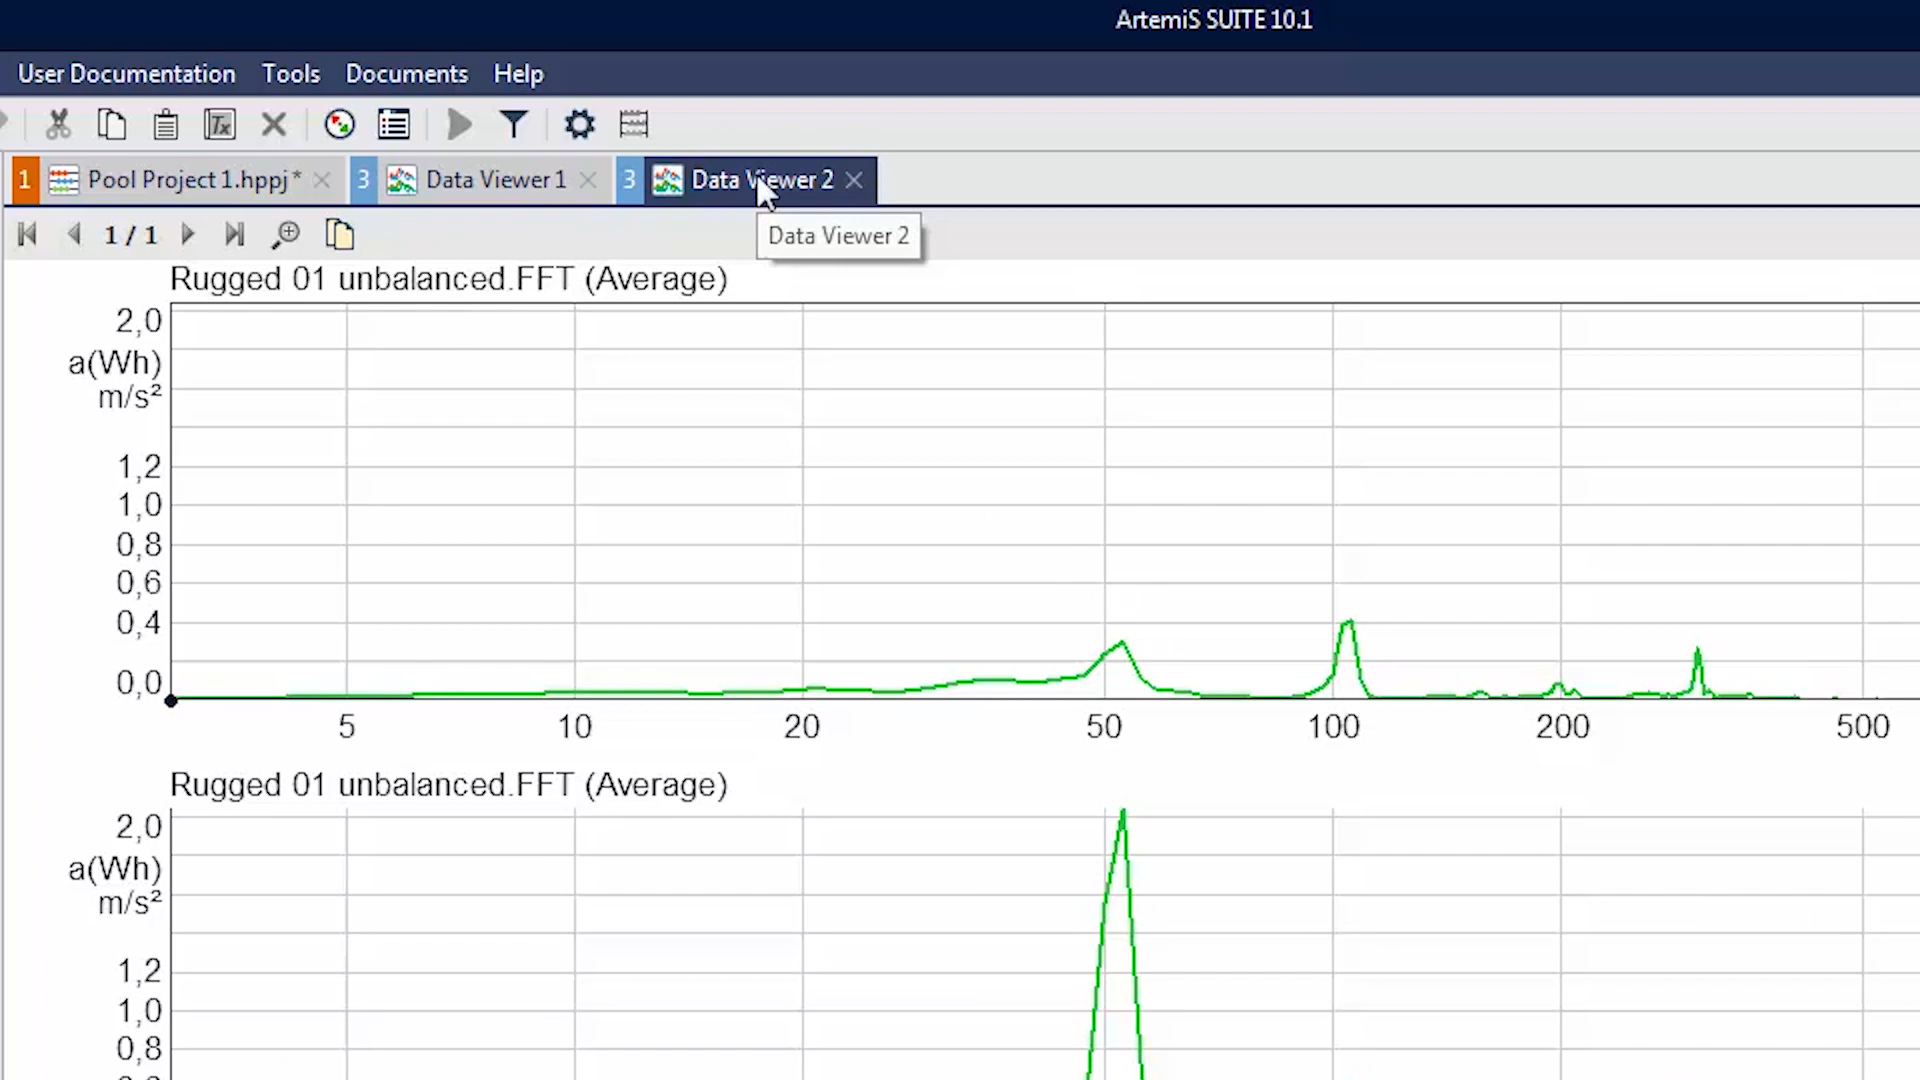 ArtemiS SUITE 10.1
User Documentation Tools Documents Help
Tx
1 Pool Project 1.hppj* 3 Data Viewer 1 3 Data Viewer 2
1 / 1
Data Viewer 2
Rugged 01 unbalanced.FFT (Average)
2,0
a(Wh)
m/s²
1,2
1,0
0,8
0,6
0,4
0,0
5 10 20 50 100 200 500
Rugged 01 unbalanced.FFT (Average)
2,0
a(Wh)
m/s²
1,2
1,0
0,8